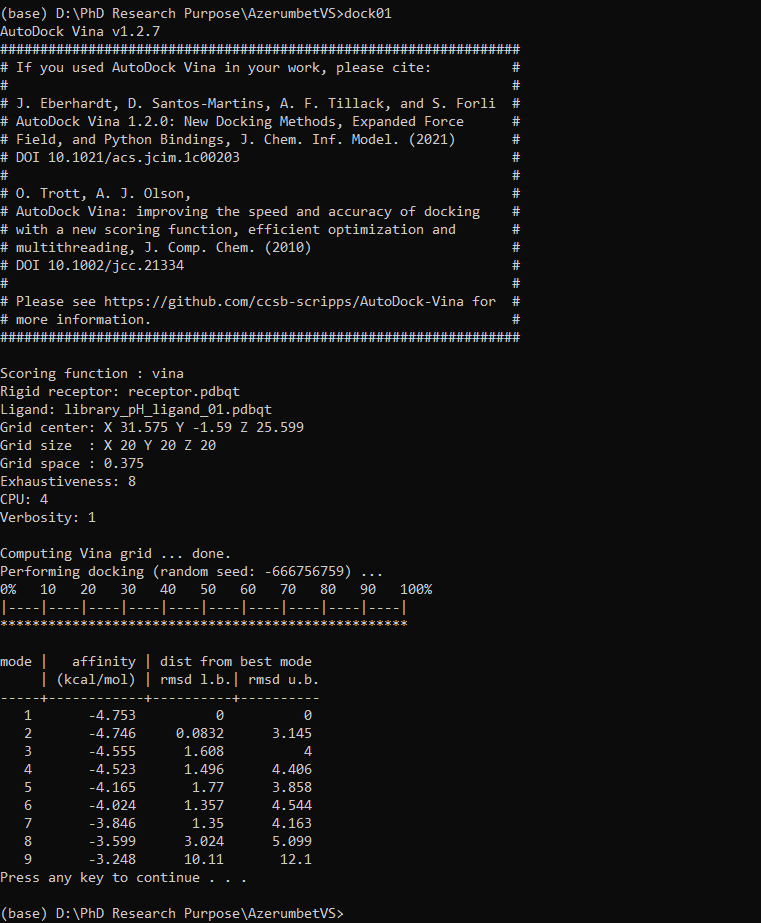 (base) D:\PhD Research Purpose\AzerumbetVS>dock01
AutoDock Vina v1.2.7
#################################################################
# If you used AutoDock Vina in your work, please cite:          #
#                                                               #
# J. Eberhardt, D. Santos-Martins, A. F. Tillack, and S. Forli  #
# AutoDock Vina 1.2.0: New Docking Methods, Expanded Force      #
# Field, and Python Bindings, J. Chem. Inf. Model. (2021)       #
# DOI 10.1021/acs.jcim.1c00203                                  #
#                                                               #
# O. Trott, A. J. Olson,                                        #
# AutoDock Vina: improving the speed and accuracy of docking    #
# with a new scoring function, efficient optimization and       #
# multithreading, J. Comp. Chem. (2010)                         #
# DOI 10.1002/jcc.21334                                         #
#                                                               #
# Please see https://github.com/ccsb-scripps/AutoDock-Vina for  #
# more information.                                             #
#################################################################

Scoring function : vina
Rigid receptor: receptor.pdbqt
Ligand: library_pH_ligand_01.pdbqt
Grid center: X 31.575 Y -1.59 Z 25.599
Grid size  : X 20 Y 20 Z 20
Grid space : 0.375
Exhaustiveness: 8
CPU: 4
Verbosity: 1

Computing Vina grid ... done.
Performing docking (random seed: -666756759) ...
0%   10   20   30   40   50   60   70   80   90   100%
|----|----|----|----|----|----|----|----|----|----|
***************************************************

mode |   affinity | dist from best mode
     | (kcal/mol) | rmsd l.b.| rmsd u.b.
-----+------------+----------+----------
   1       -4.753          0          0
   2       -4.746     0.0832      3.145
   3       -4.555      1.608          4
   4       -4.523      1.496      4.406
   5       -4.165       1.77      3.858
   6       -4.024      1.357      4.544
   7       -3.846       1.35      4.163
   8       -3.599      3.024      5.099
   9       -3.248      10.11       12.1
Press any key to continue . . .

(base) D:\PhD Research Purpose\AzerumbetVS>